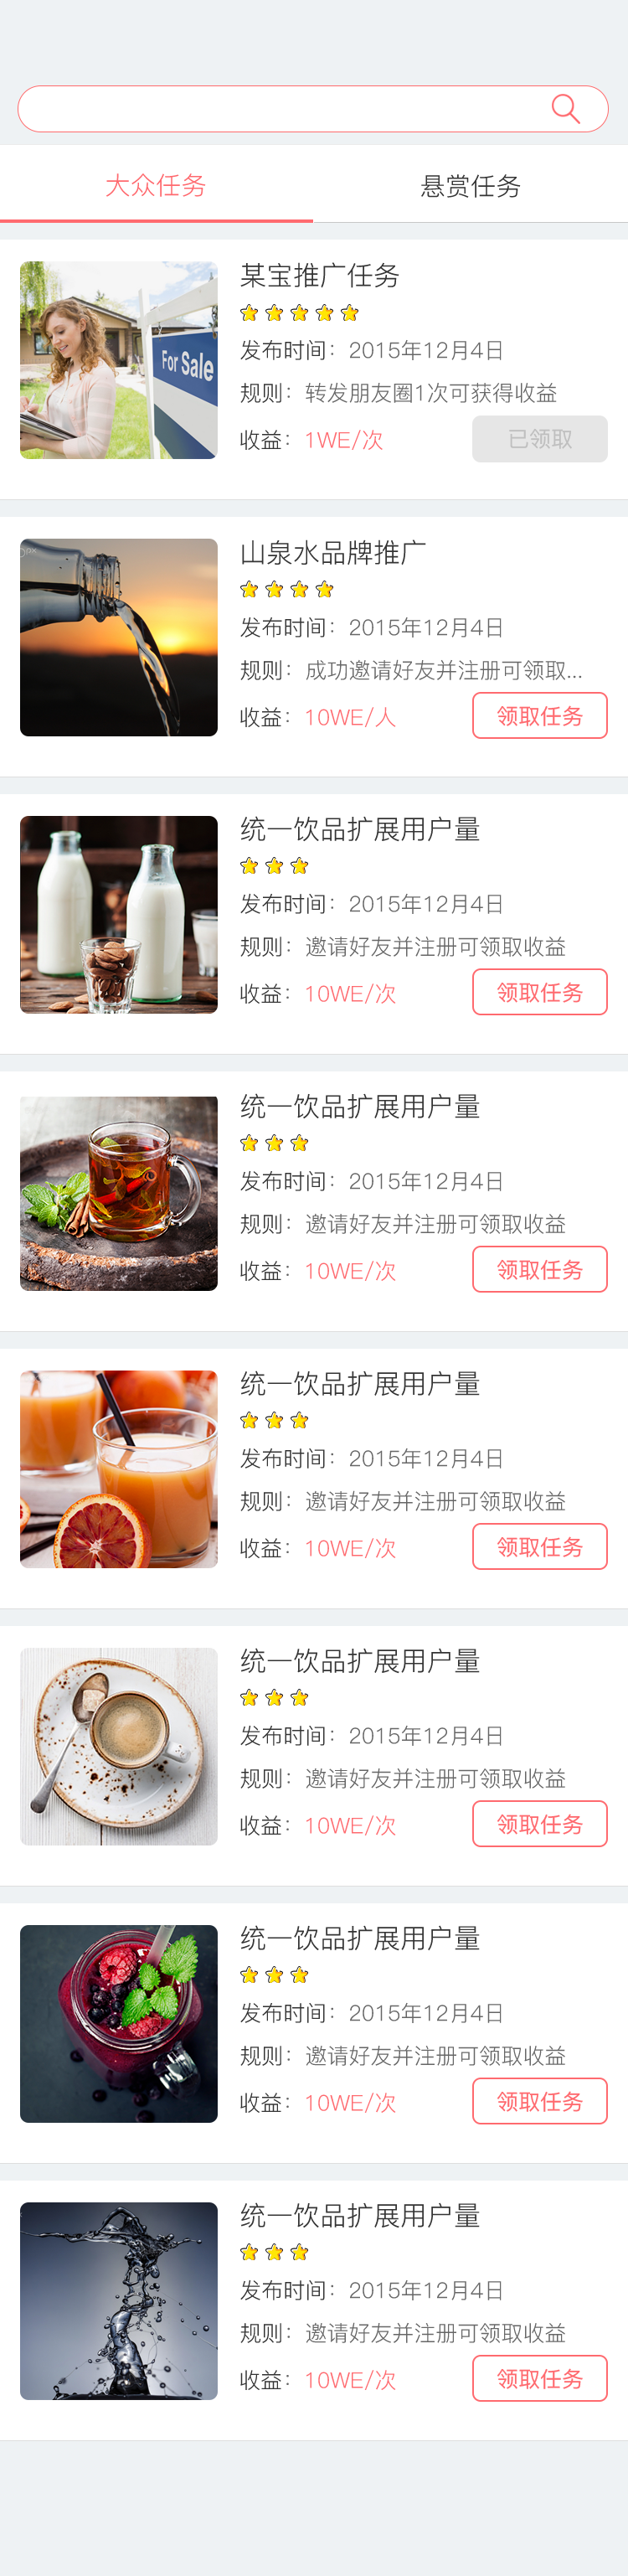 大众任务
悬赏任务
某宝推广任务
发布时间：2015年12月4日
规则：转发朋友圈1次可获得收益
收益：1WE/次
已领取
For Sale
山泉水品牌推广
发布时间：2015年12月4日
规则：成功邀请好友并注册可领取...
收益：10WE/人
领取任务
统一饮品扩展用户量
发布时间：2015年12月4日
规则：邀请好友并注册可领取收益
收益：10WE/次
领取任务
统一饮品扩展用户量
发布时间：2015年12月4日
规则：邀请好友并注册可领取收益
收益：10WE/次
领取任务
统一饮品扩展用户量
发布时间：2015年12月4日
规则：邀请好友并注册可领取收益
收益：10WE/次
领取任务
统一饮品扩展用户量
发布时间：2015年12月4日
规则：邀请好友并注册可领取收益
收益：10WE/次
领取任务
统一饮品扩展用户量
发布时间：2015年12月4日
规则：邀请好友并注册可领取收益
收益：10WE/次
领取任务
统一饮品扩展用户量
发布时间：2015年12月4日
规则：邀请好友并注册可领取收益
收益：10WE/次
领取任务